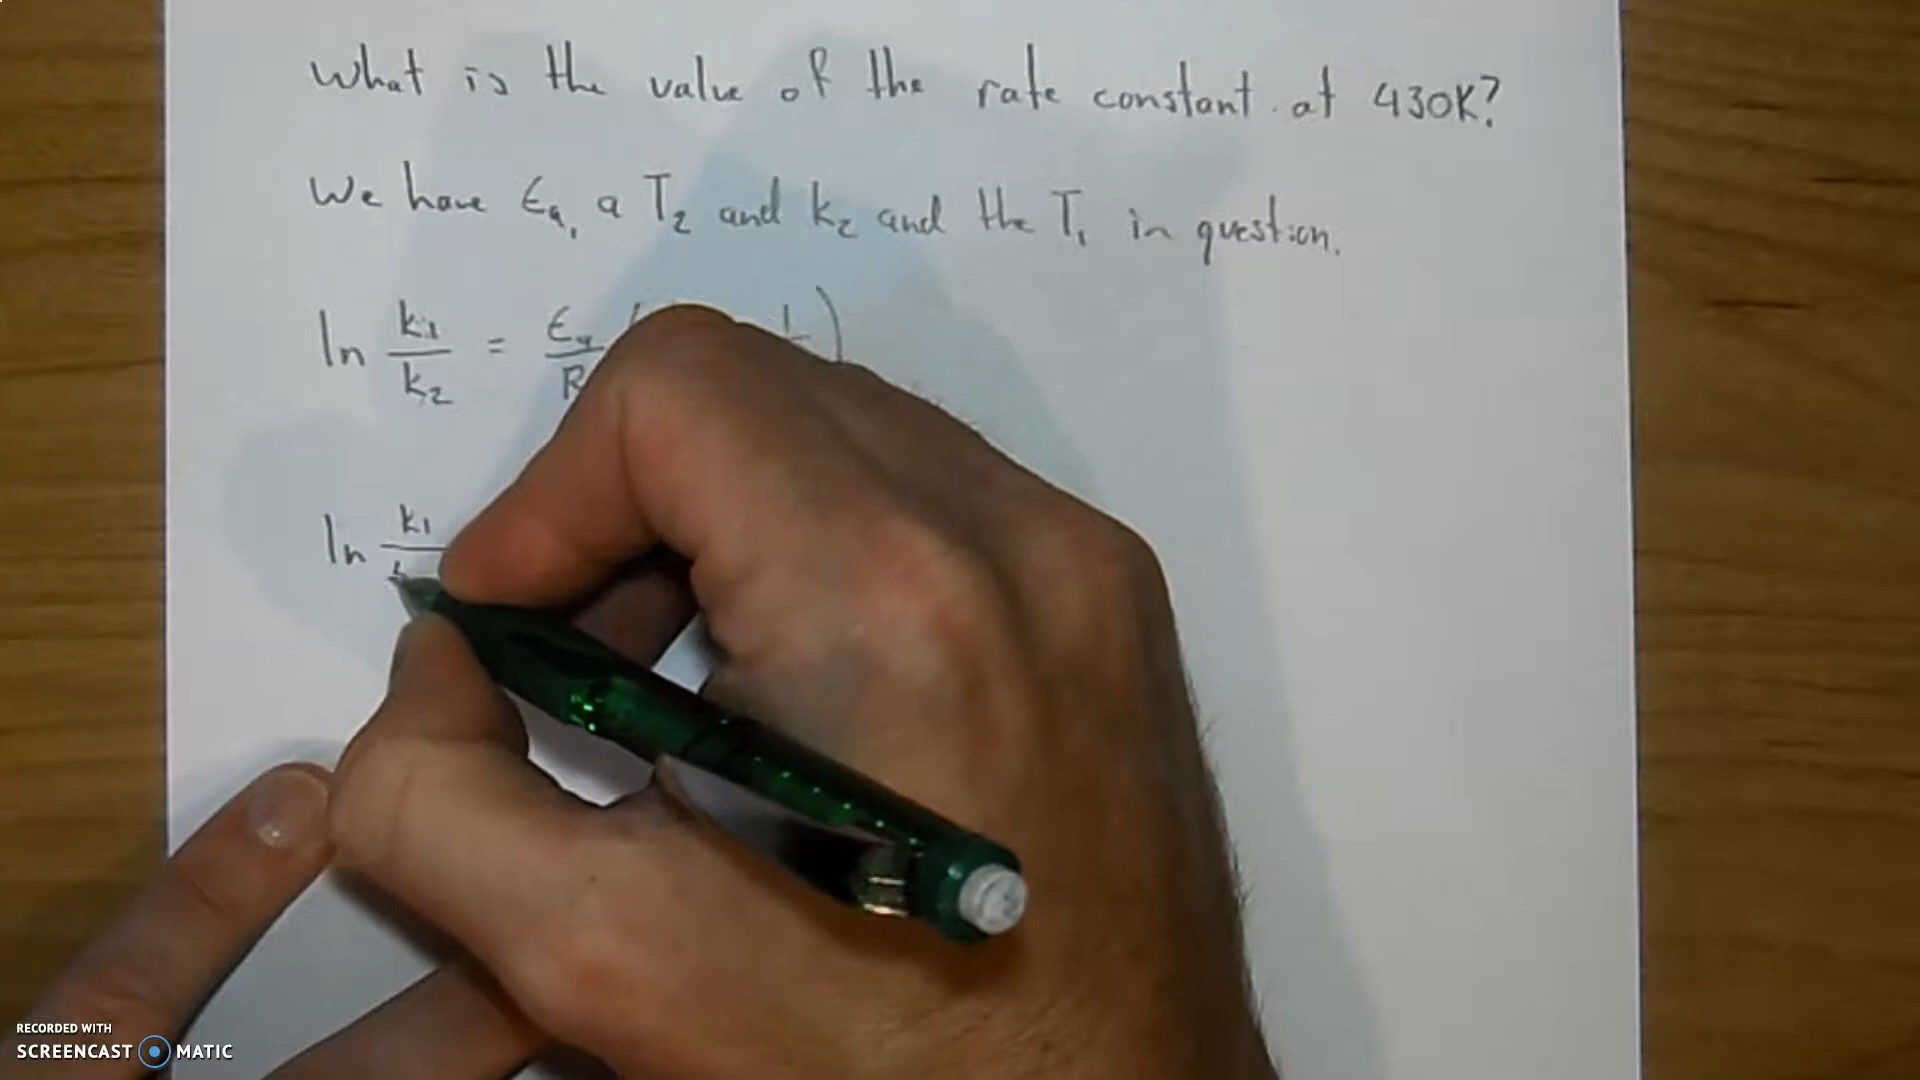 What is the value of the rate constant at 430K?
We have Ea, a T2 and k2 and the T1 in question.
ln k1/k2 = Ea/R ( 1 )
ln k1
RECORDED WITH
SCREENCAST MATIC